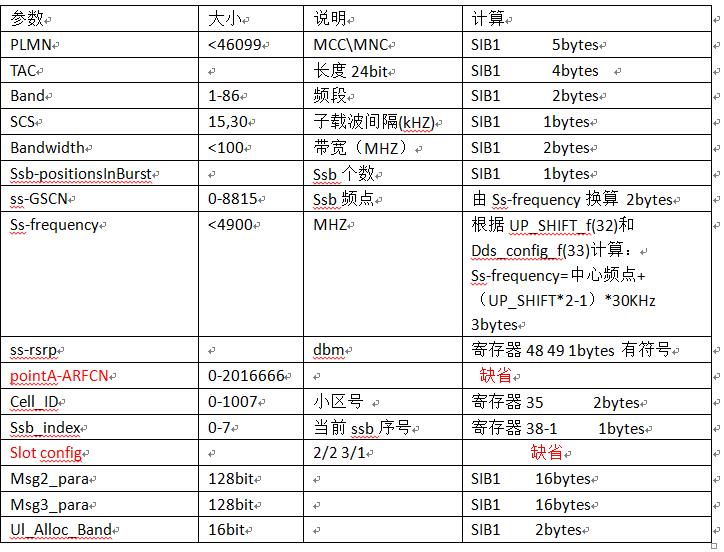 参数 大小 说明 计算
PLMN <46099 MCC\MNC SIB1 5bytes
TAC 长度 24bit SIB1 4bytes
Band 1-86 频段 SIB1 2bytes
SCS 15,30 子载波间隔(kHZ) SIB1 1bytes
Bandwidth <100 带宽（MHZ） SIB1 2bytes
Ssb-positionsInBurst Ssb 个数 SIB1 1bytes
ss-GSCN 0-8815 Ssb 频点 由 Ss-frequency 换算 2bytes
Ss-frequency <4900 MHZ 根据 UP_SHIFT_f(32)和
Dds_config_f(33)计算：
Ss-frequency=中心频点+
（UP_SHIFT*2-1）*30KHz
3bytes
ss-rsrp dbm 寄存器 48 49 1bytes 有符号
pointA-ARFCN 0-2016666 缺省
Cell_ID 0-1007 小区号 寄存器 35 2bytes
Ssb_index 0-7 当前 ssb 序号 寄存器 38-1 1bytes
Slot config 2/2 3/1 缺省
Msg2_para 128bit SIB1 16bytes
Msg3_para 128bit SIB1 16bytes
Ul_Alloc_Band 16bit SIB1 2bytes